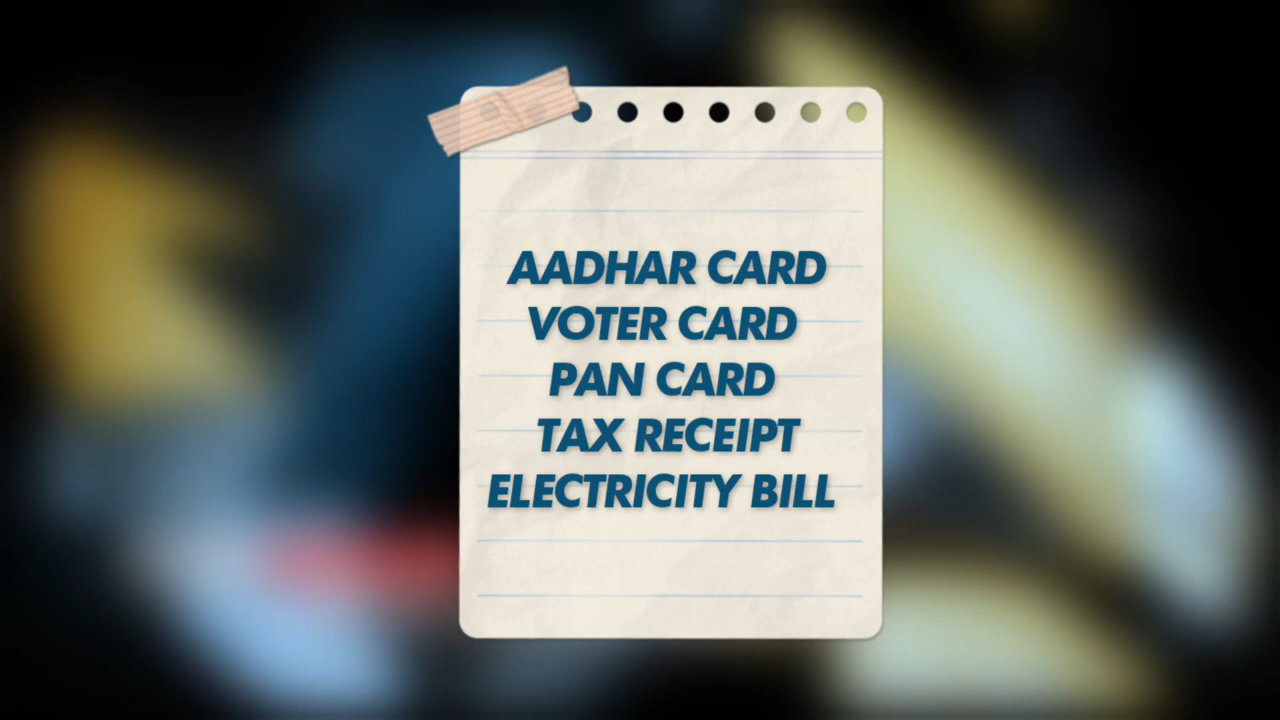 AADHAR CARD
VOTER CARD
PAN CARD
TAX RECEIPT
ELECTRICITY BILL